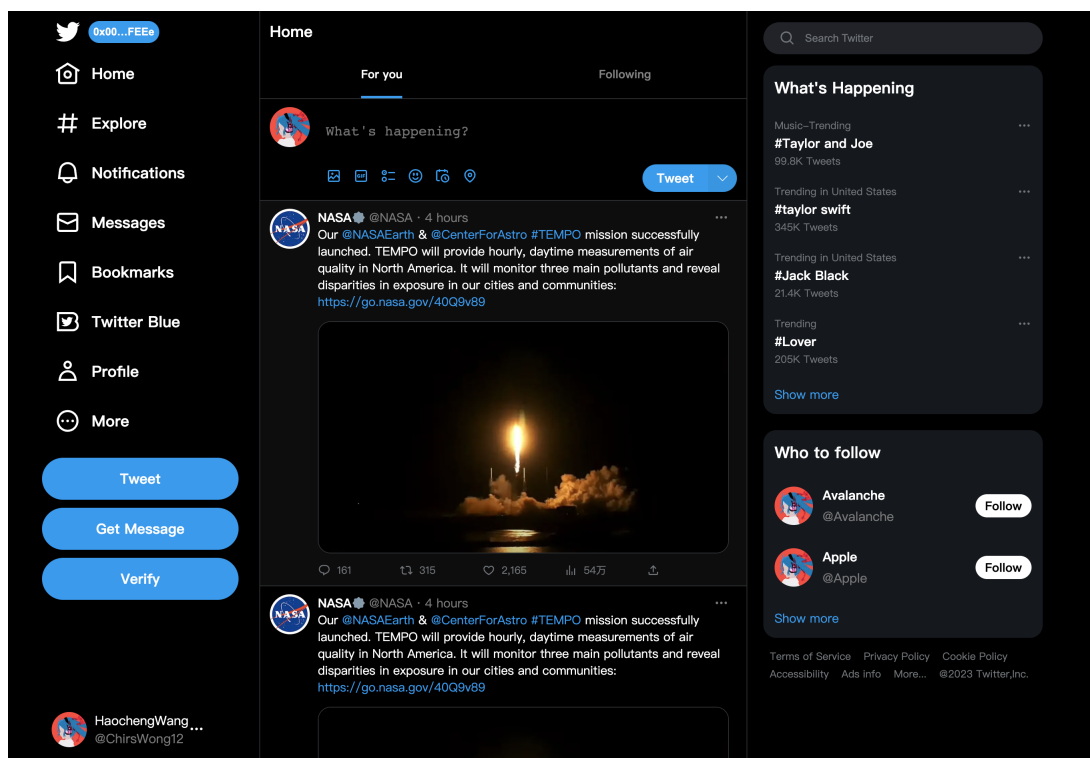 0x00...FEEe
Home
Explore
Notifications
Messages
Bookmarks
Twitter Blue
Profile
More
Tweet
Get Message
Verify
HaochengWang
@ChirsWong12
Home
For you
Following
What's happening?
GIF
Tweet
NASA @NASA · 4 hours
Our @NASAEarth & @CenterForAstro #TEMPO mission successfully
launched. TEMPO will provide hourly, daytime measurements of air
quality in North America. It will monitor three main pollutants and reveal
disparities in exposure in our cities and communities:
https://go.nasa.gov/40Q9v89
161
315
2,165
54万
NASA @NASA · 4 hours
Our @NASAEarth & @CenterForAstro #TEMPO mission successfully
launched. TEMPO will provide hourly, daytime measurements of air
quality in North America. It will monitor three main pollutants and reveal
disparities in exposure in our cities and communities:
https://go.nasa.gov/40Q9v89
Search Twitter
What's Happening
Music–Trending
#Taylor and Joe
99.8K Tweets
Trending in United States
#taylor swift
345K Tweets
Trending in United States
#Jack Black
21.4K Tweets
Trending
#Lover
205K Tweets
Show more
Who to follow
Avalanche
@Avalanche
Follow
Apple
@Apple
Follow
Show more
Terms of Service Privacy Policy Cookie Policy
Accessibility Ads info More... @2023 Twitter,Inc.